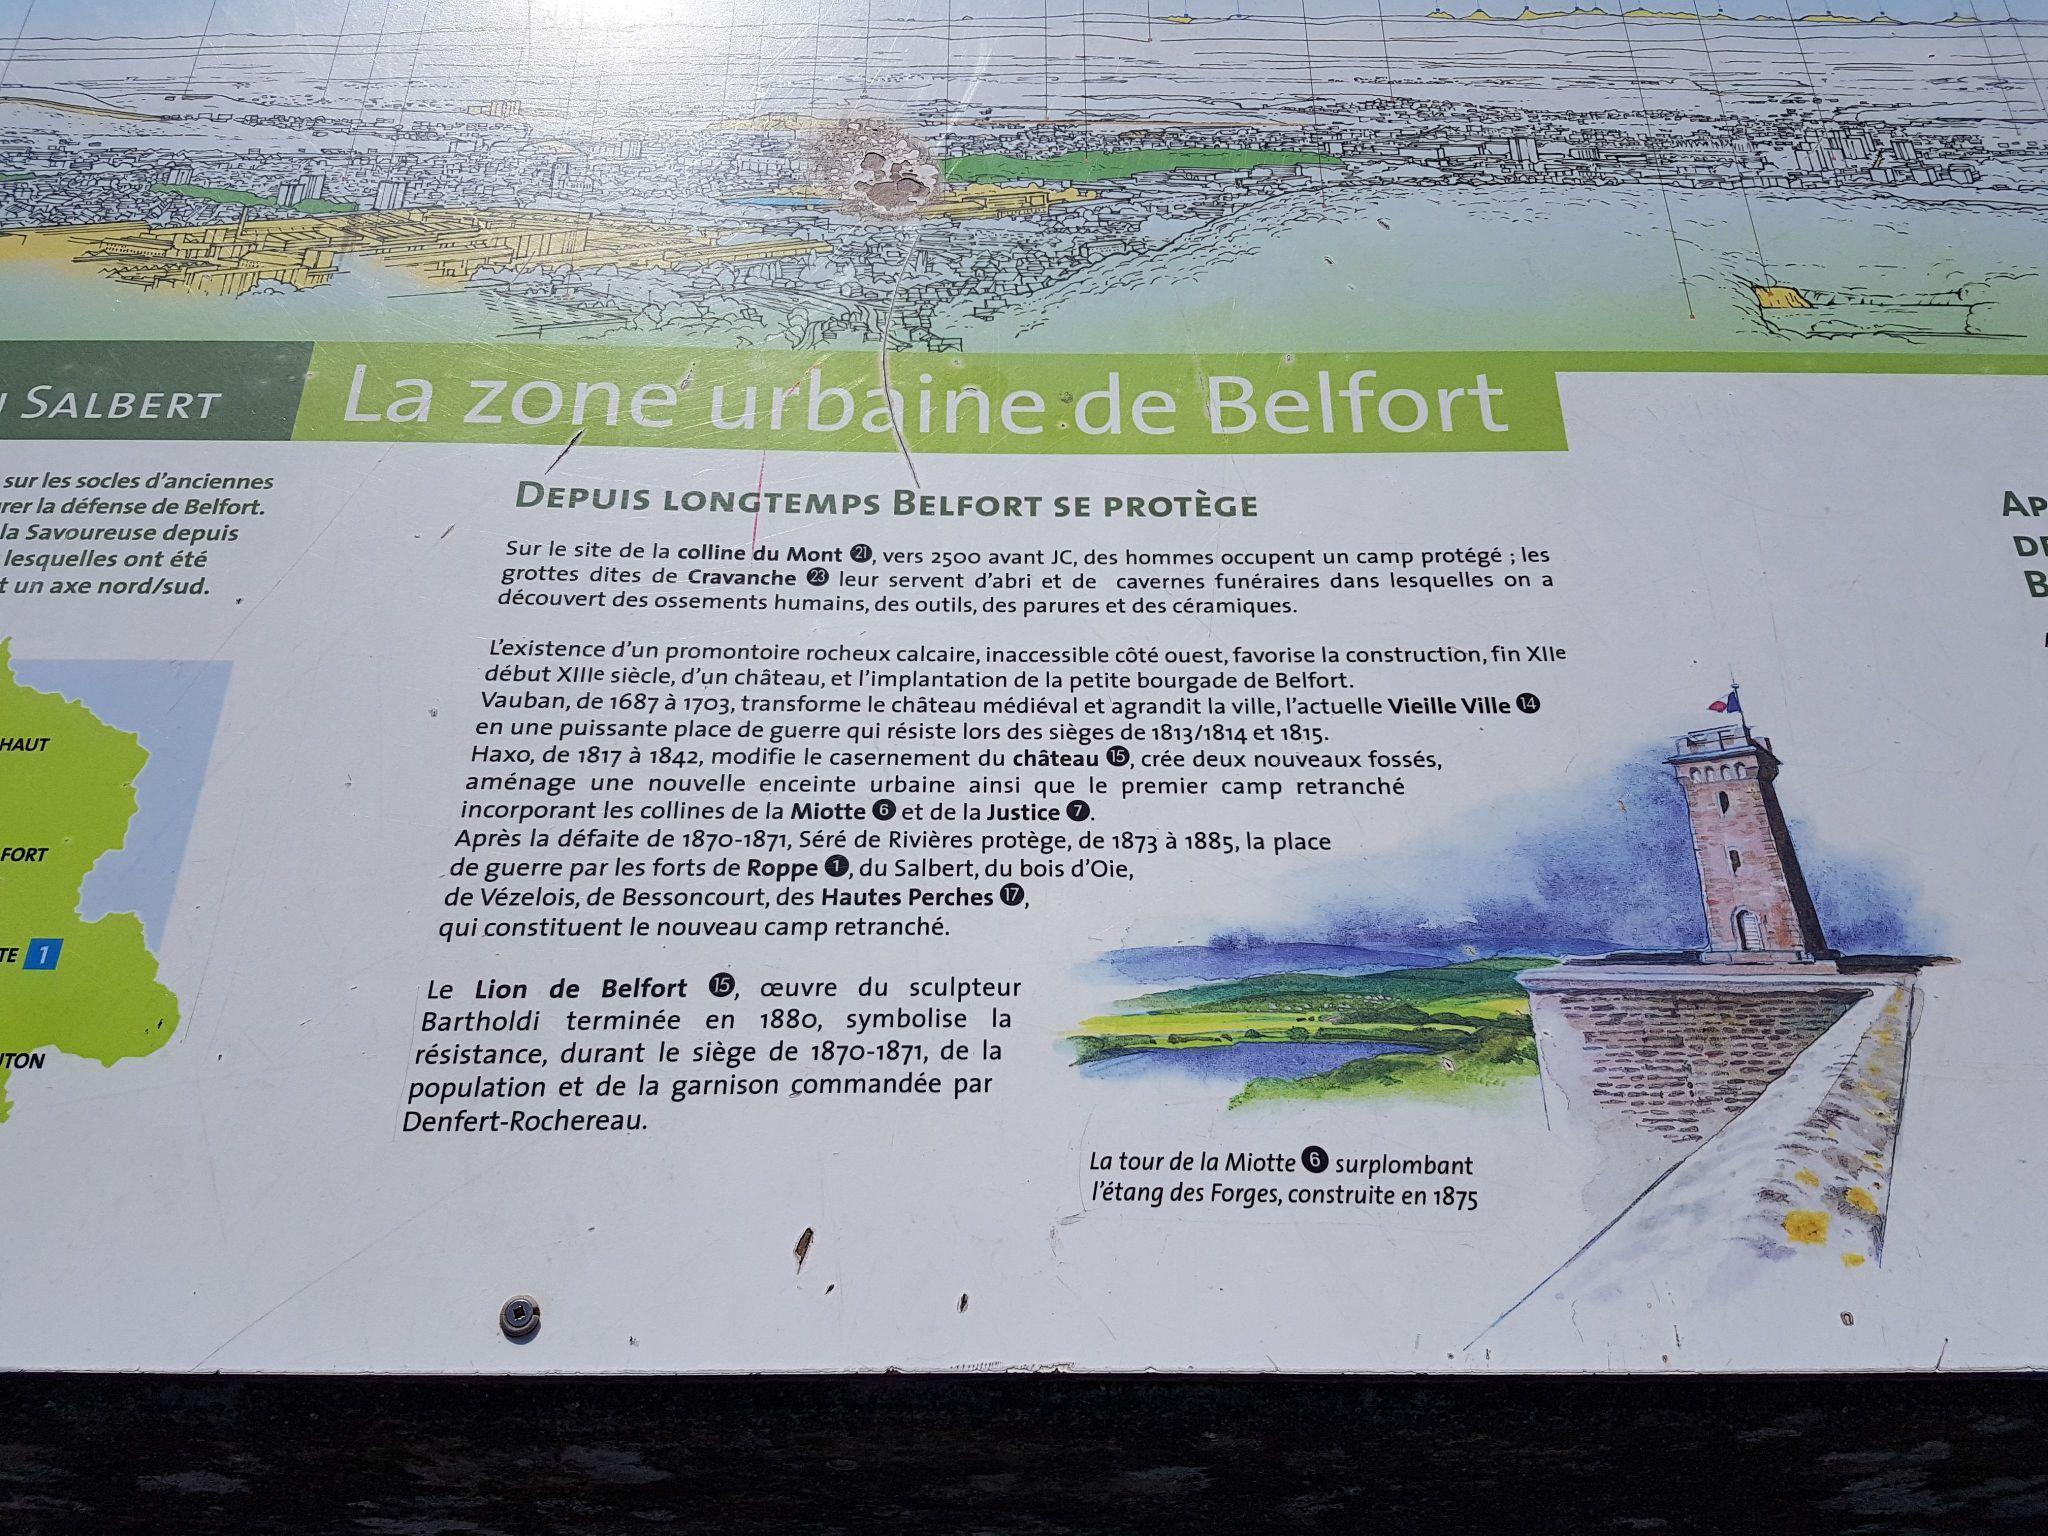 SALBERT
La zone urbaine de Belfort
sur les socles d'anciennes
rer la défense de Belfort.
la Savoureuse depuis
lesquelles ont été
t un axe nord/sud.
HAUT
FORT
TE 1
TON
DEPUIS LONGTEMPS BELFORT SE PROTÈGE
Sur le site de la colline du Mont 21, vers 2500 avant JC, des hommes occupent un camp protégé ; les
grottes dites de Cravanche 23 leur servent d'abri et de cavernes funéraires dans lesquelles on a
découvert des ossements humains, des outils, des parures et des céramiques.
L'existence d'un promontoire rocheux calcaire, inaccessible côté ouest, favorise la construction, fin XIIe
début XIIIe siècle, d'un château, et l'implantation de la petite bourgade de Belfort.
Vauban, de 1687 à 1703, transforme le château médiéval et agrandit la ville, l'actuelle Vieille Ville 14
en une puissante place de guerre qui résiste lors des sièges de 1813/1814 et 1815.
Haxo, de 1817 à 1842, modifie le casernement du château 15, crée deux nouveaux fossés,
aménage une nouvelle enceinte urbaine ainsi que le premier camp retranché
incorporant les collines de la Miotte 6 et de la Justice 7.
Après la défaite de 1870-1871, Séré de Rivières protège, de 1873 à 1885, la place
de guerre par les forts de Roppe 1, du Salbert, du bois d'Oie,
de Vézelois, de Bessoncourt, des Hautes Perches 17,
qui constituent le nouveau camp retranché.
Le Lion de Belfort 15, œuvre du sculpteur
Bartholdi terminée en 1880, symbolise la
résistance, durant le siège de 1870-1871, de la
population et de la garnison commandée par
Denfert-Rochereau.
La tour de la Miotte 6 surplombant
l'étang des Forges, construite en 1875
AP
DE
B